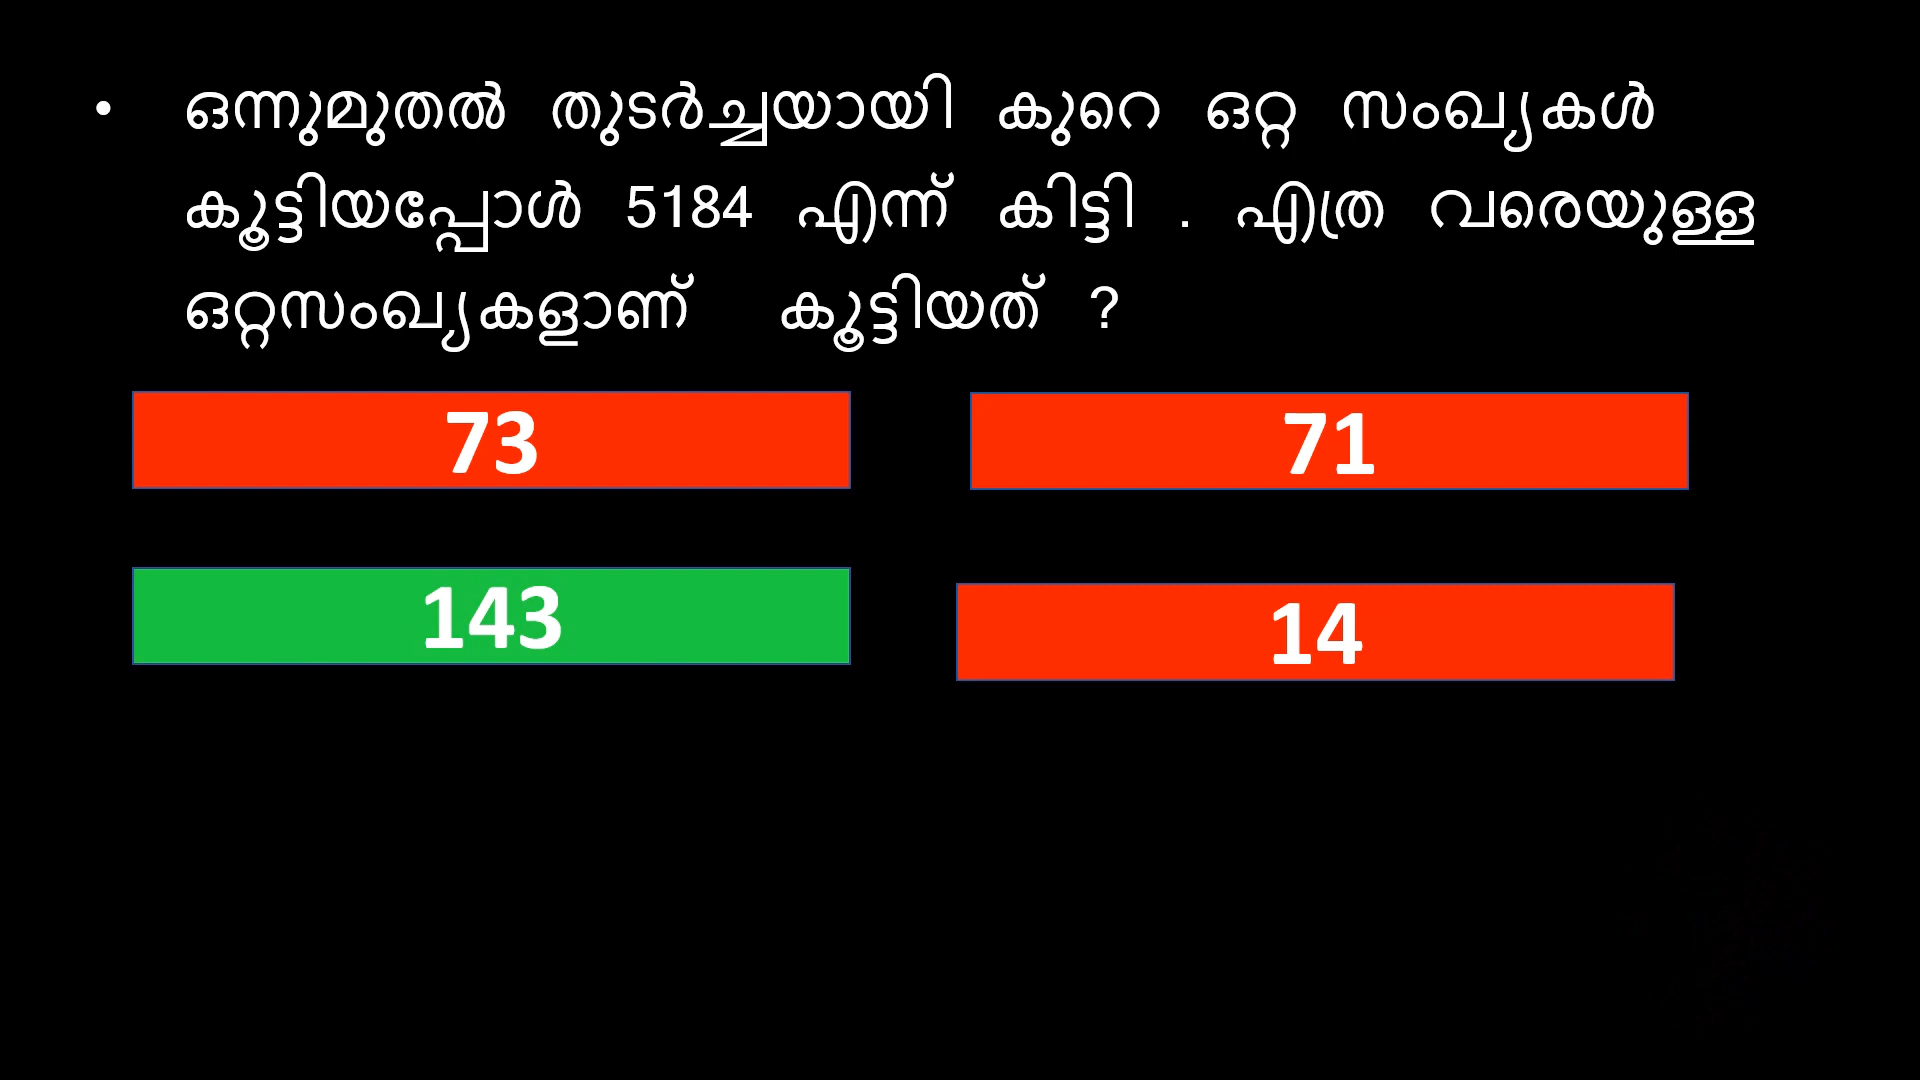 • ഒന്നുമുതൽ തുടർച്ചയായി കുറെ ഒറ്റ സംഖ്യകൾ
കൂട്ടിയപ്പോൾ 5184 എന്ന് കിട്ടി . എത്ര വരെയുള്ള
ഒറ്റസംഖ്യകളാണ് കൂട്ടിയത് ?
73
71
143
14